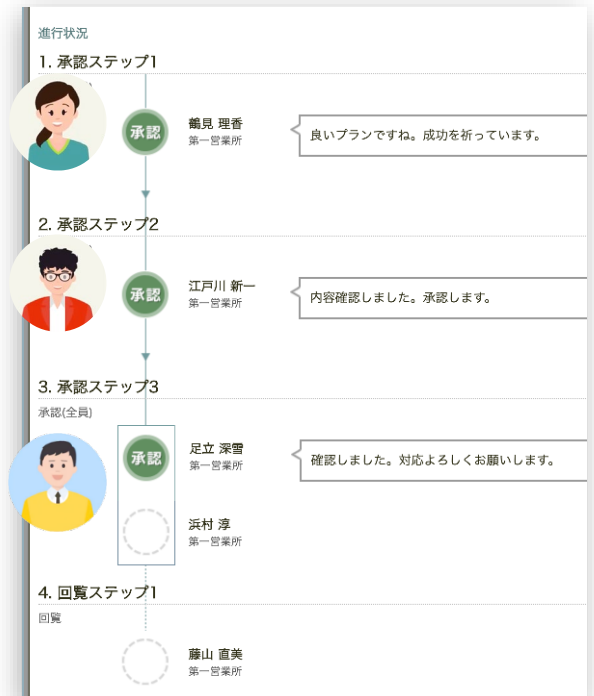 進行状況
1. 承認ステップ1
承認
鶴見 理香
第一営業所
良いプランですね。成功を祈っています。
2. 承認ステップ2
承認
江戸川 新一
第一営業所
内容確認しました。承認します。
3. 承認ステップ3
承認(全員)
承認
足立 深雪
第一営業所
確認しました。対応よろしくお願いします。
浜村 淳
第一営業所
4. 回覧ステップ1
回覧
藤山 直美
第一営業所